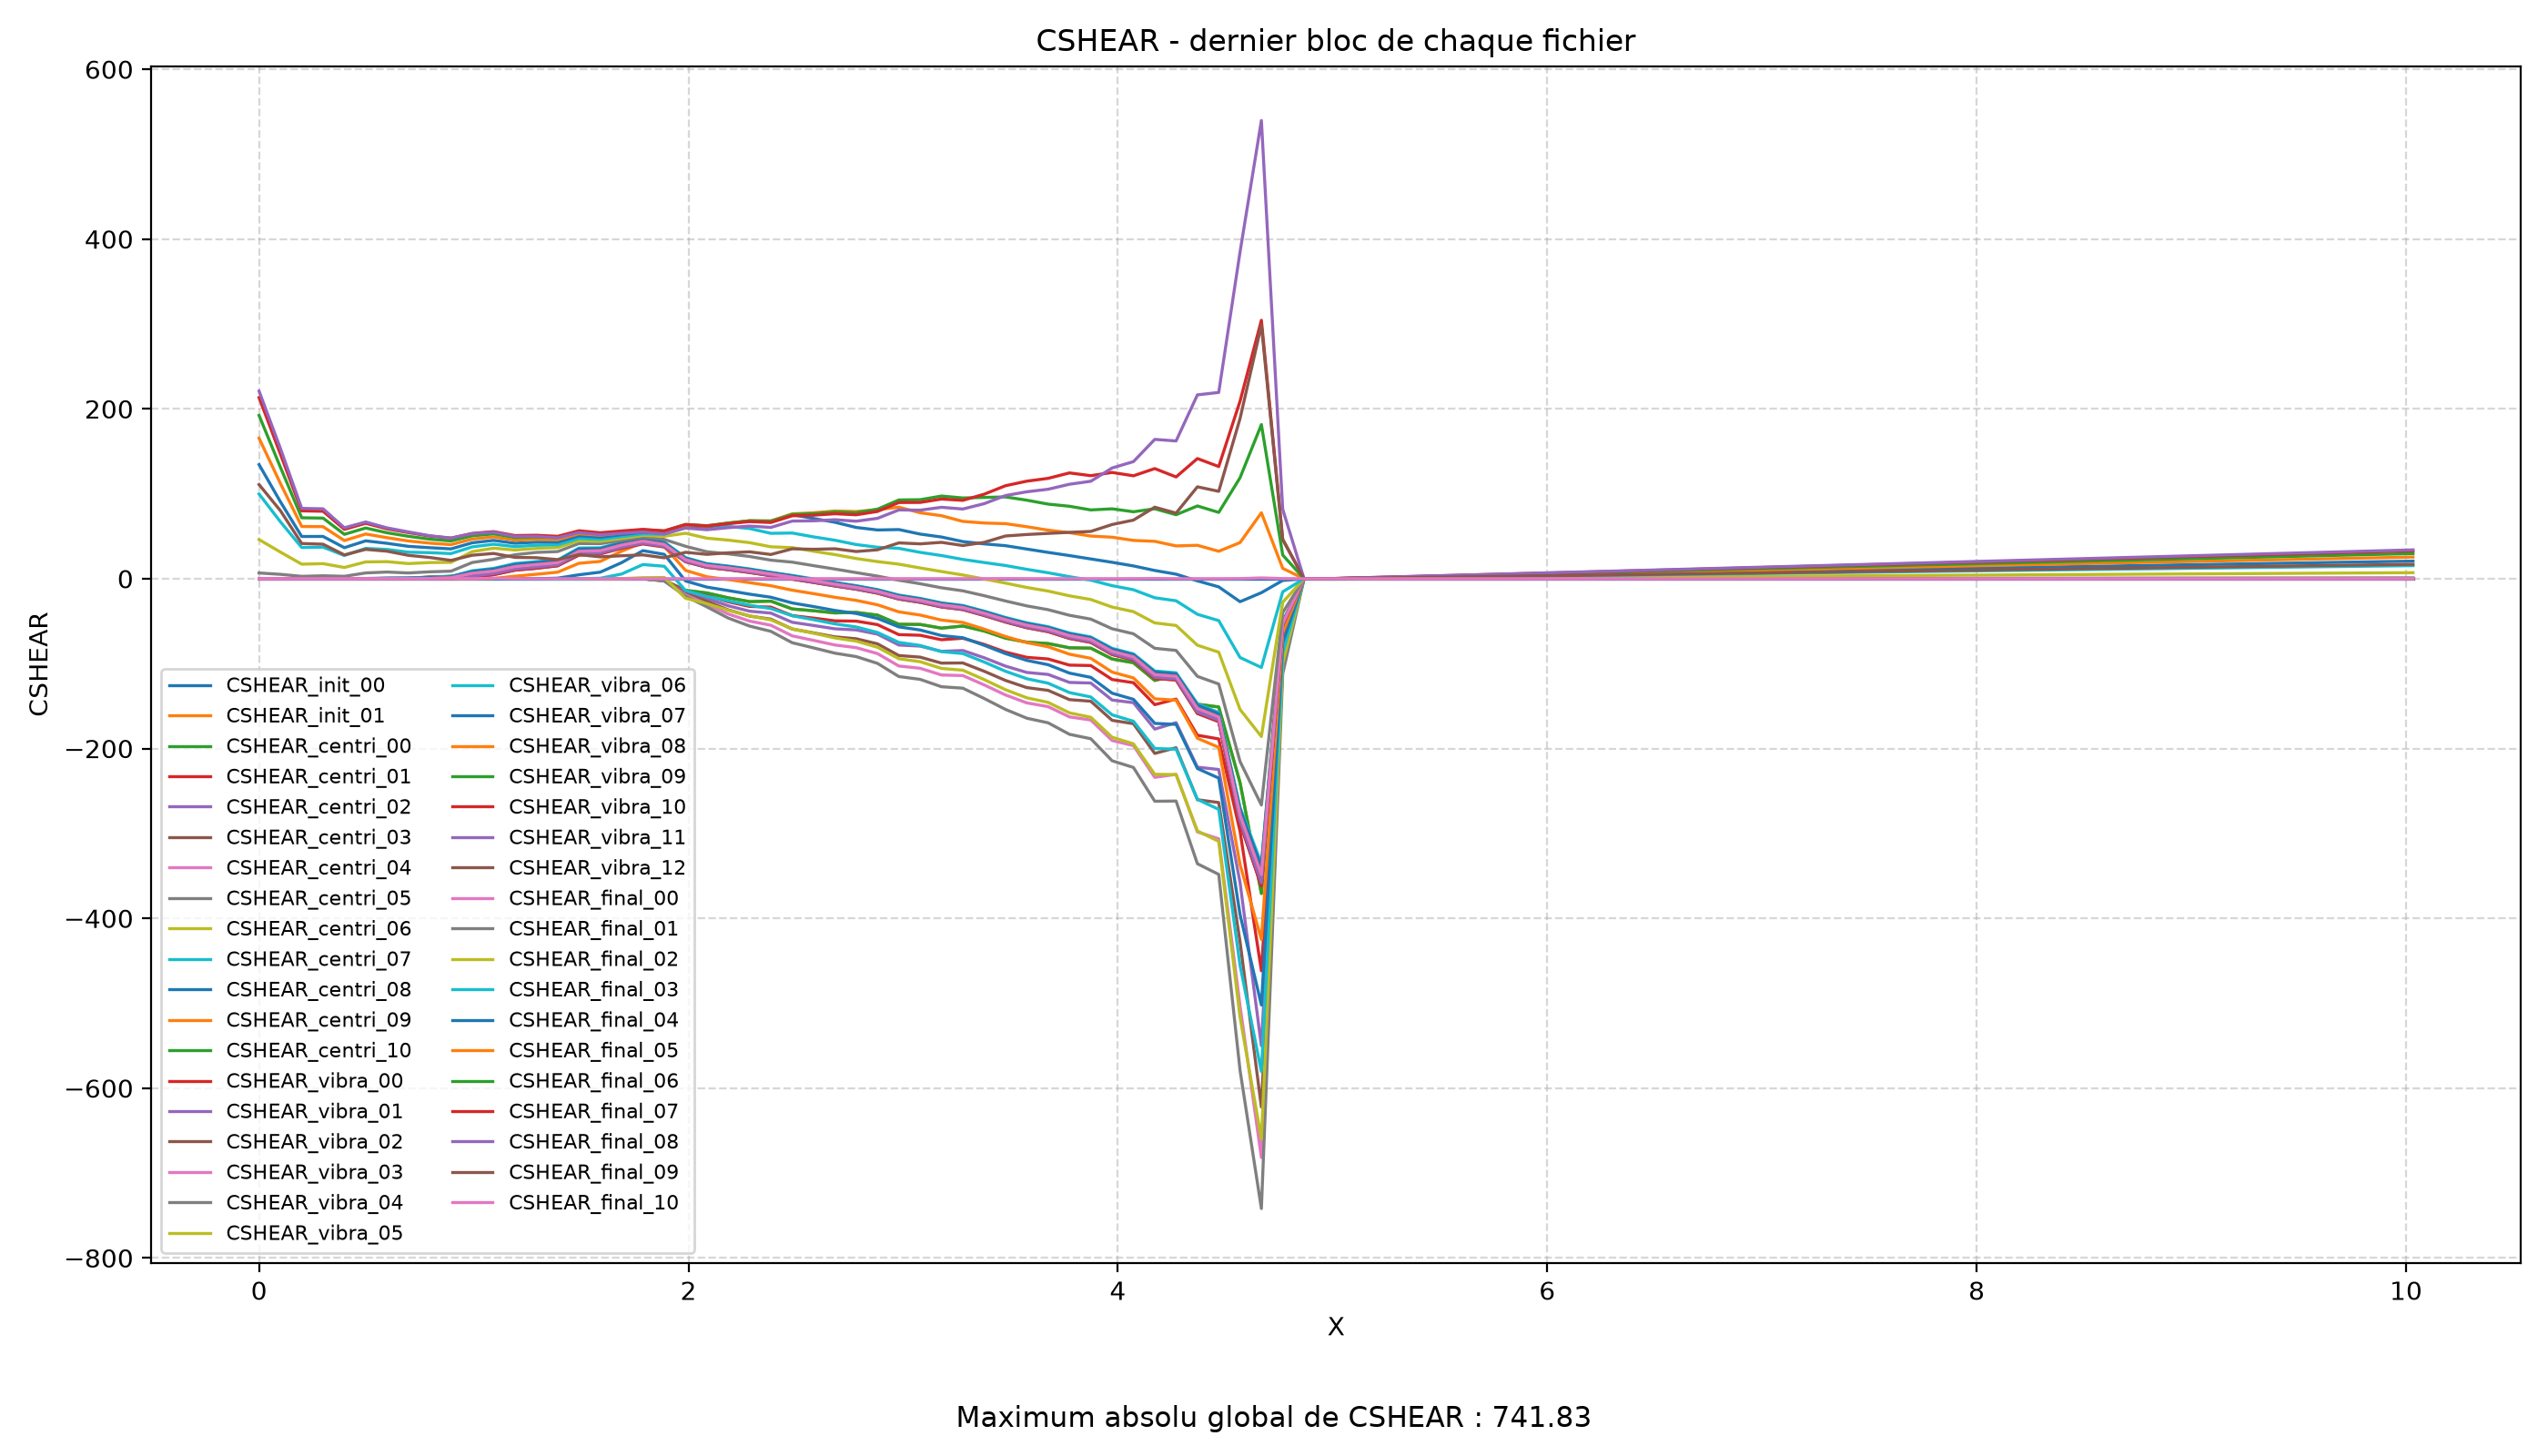 CSHEAR - dernier bloc de chaque fichier
600
400
200
0
−200
−400
−600
−800
CSHEAR
CSHEAR_init_00
CSHEAR_init_01
CSHEAR_centri_00
CSHEAR_centri_01
CSHEAR_centri_02
CSHEAR_centri_03
CSHEAR_centri_04
CSHEAR_centri_05
CSHEAR_centri_06
CSHEAR_centri_07
CSHEAR_centri_08
CSHEAR_centri_09
CSHEAR_centri_10
CSHEAR_vibra_00
CSHEAR_vibra_01
CSHEAR_vibra_02
CSHEAR_vibra_03
CSHEAR_vibra_04
CSHEAR_vibra_05
CSHEAR_vibra_06
CSHEAR_vibra_07
CSHEAR_vibra_08
CSHEAR_vibra_09
CSHEAR_vibra_10
CSHEAR_vibra_11
CSHEAR_vibra_12
CSHEAR_final_00
CSHEAR_final_01
CSHEAR_final_02
CSHEAR_final_03
CSHEAR_final_04
CSHEAR_final_05
CSHEAR_final_06
CSHEAR_final_07
CSHEAR_final_08
CSHEAR_final_09
CSHEAR_final_10
0 2 4 6 8 10
X
Maximum absolu global de CSHEAR : 741.83